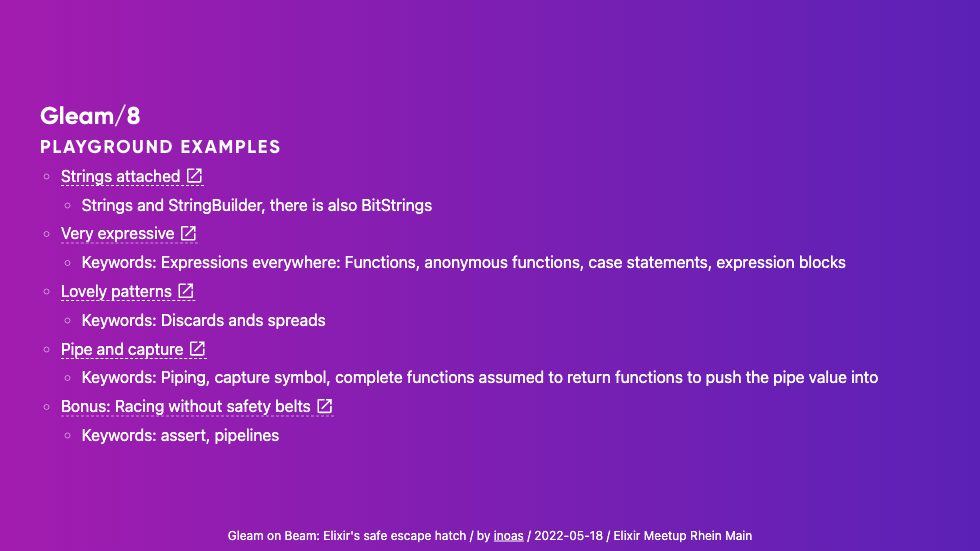 Gleam/8
PLAYGROUND EXAMPLES
Strings attached
Strings and StringBuilder, there is also BitStrings
Very expressive
Keywords: Expressions everywhere: Functions, anonymous functions, case statements, expression blocks
Lovely patterns
Keywords: Discards ands spreads
Pipe and capture
Keywords: Piping, capture symbol, complete functions assumed to return functions to push the pipe value into
Bonus: Racing without safety belts
Keywords: assert, pipelines
Gleam on Beam: Elixir's safe escape hatch / by inoas / 2022-05-18 / Elixir Meetup Rhein Main